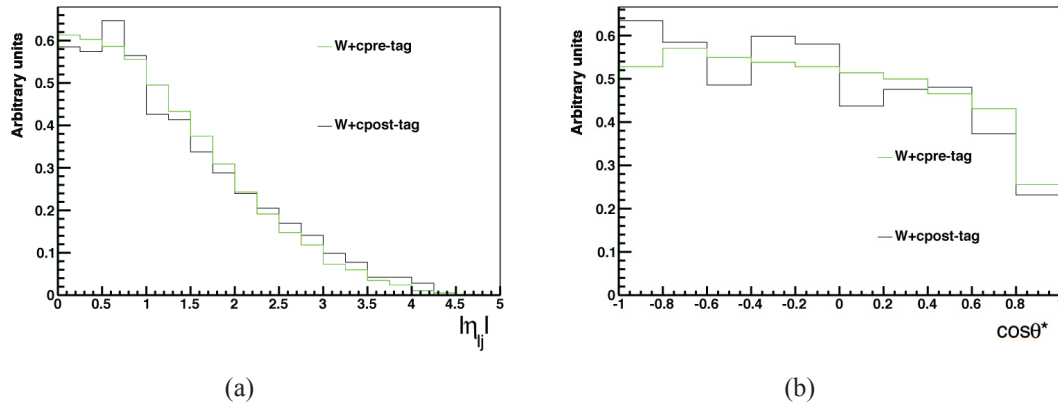 Arbitrary units
0.6
0.5
0.4
0.3
0.2
0.1
0
0 0.5 1 1.5 2 2.5 3 3.5 4 4.5 5
|η_lj|
W+cpre-tag
W+cpost-tag
(a)
Arbitrary units
0.6
0.5
0.4
0.3
0.2
0.1
0
-1 -0.8 -0.6 -0.4 -0.2 0 0.2 0.4 0.6 0.8 1
cosθ*
W+cpre-tag
W+cpost-tag
(b)